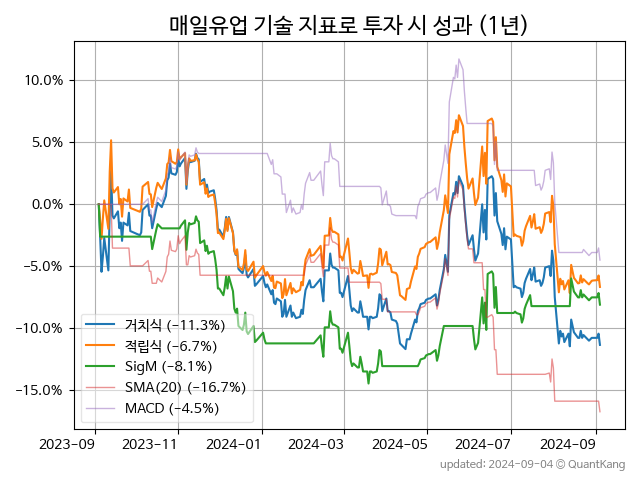 매일유업 기술 지표로 투자 시 성과 (1년)
10.0%
5.0%
0.0%
−5.0%
−10.0%
−15.0%
거치식 (−11.3%)
적립식 (−6.7%)
SigM (−8.1%)
SMA(20) (−16.7%)
MACD (−4.5%)
2023-09 2023-11 2024-01 2024-03 2024-05 2024-07 2024-09
updated: 2024-09-04 @ QuantKang